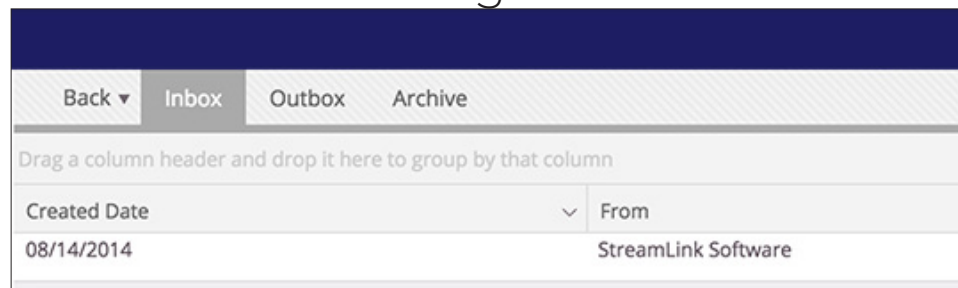 Back Inbox Outbox Archive
Drag a column header and drop it here to group by that column
Created Date From
08/14/2014 StreamLink Software